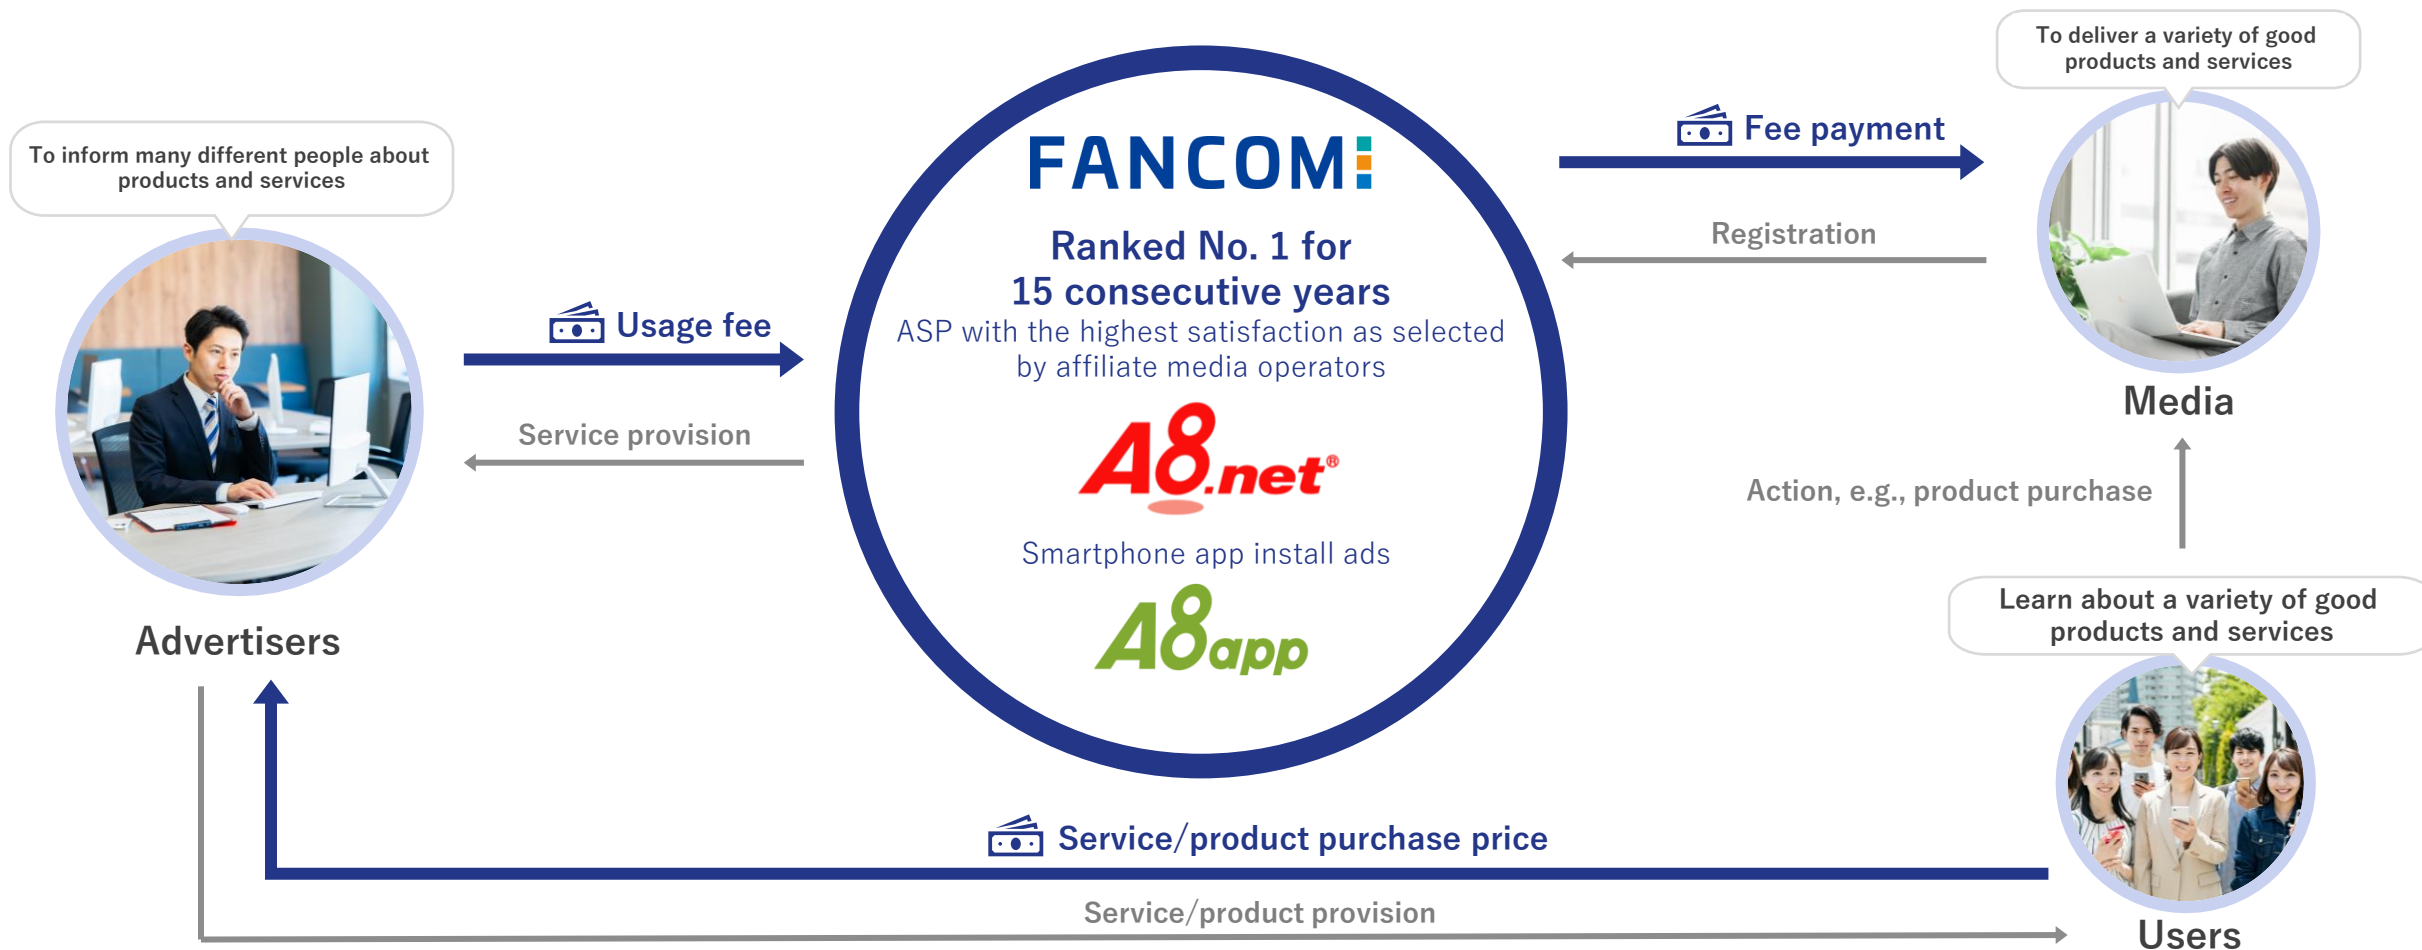 To deliver a variety of good
products and services
Fee payment
To inform many different people about
products and services
FANCOMI
Ranked No. 1 for
15 consecutive years
ASP with the highest satisfaction as selected
by affiliate media operators
Registration
Usage fee
Service provision
A8.net®
Media
Action, e.g., product purchase
Smartphone app install ads
A8app
Learn about a variety of good
products and services
Advertisers
Service/product purchase price
Service/product provision
Users